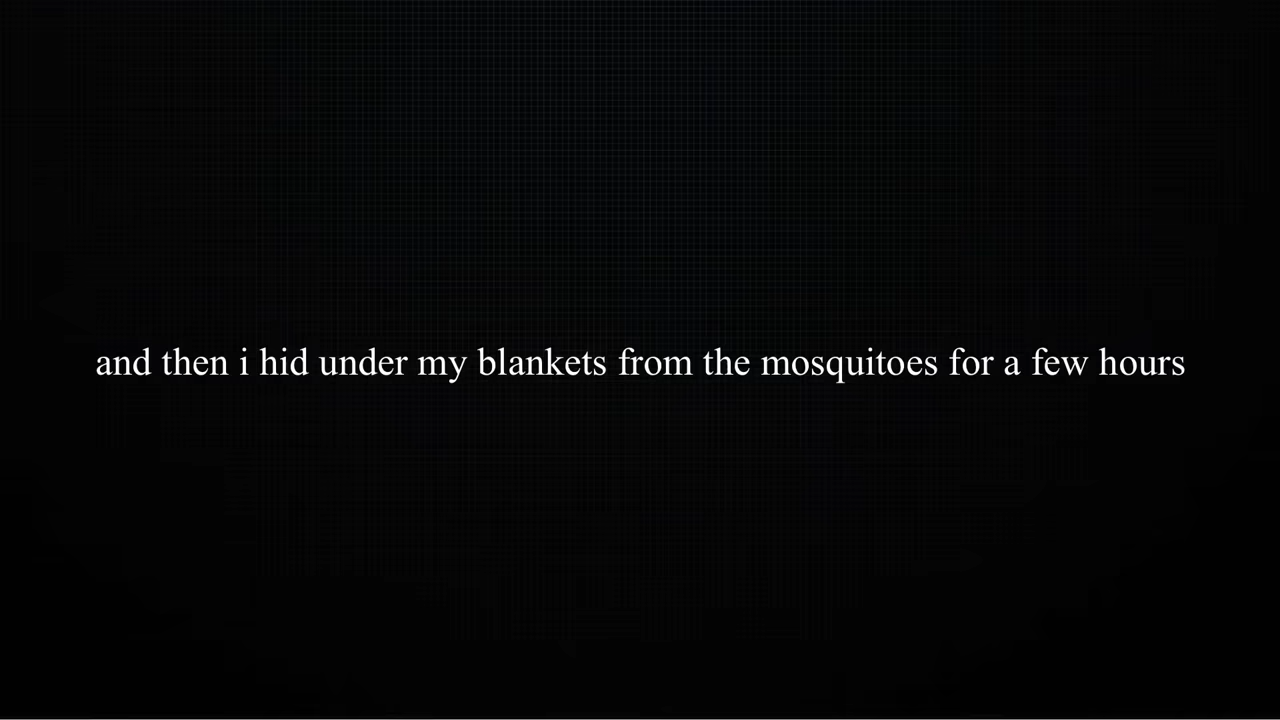 and then i hid under my blankets from the mosquitoes for a few hours